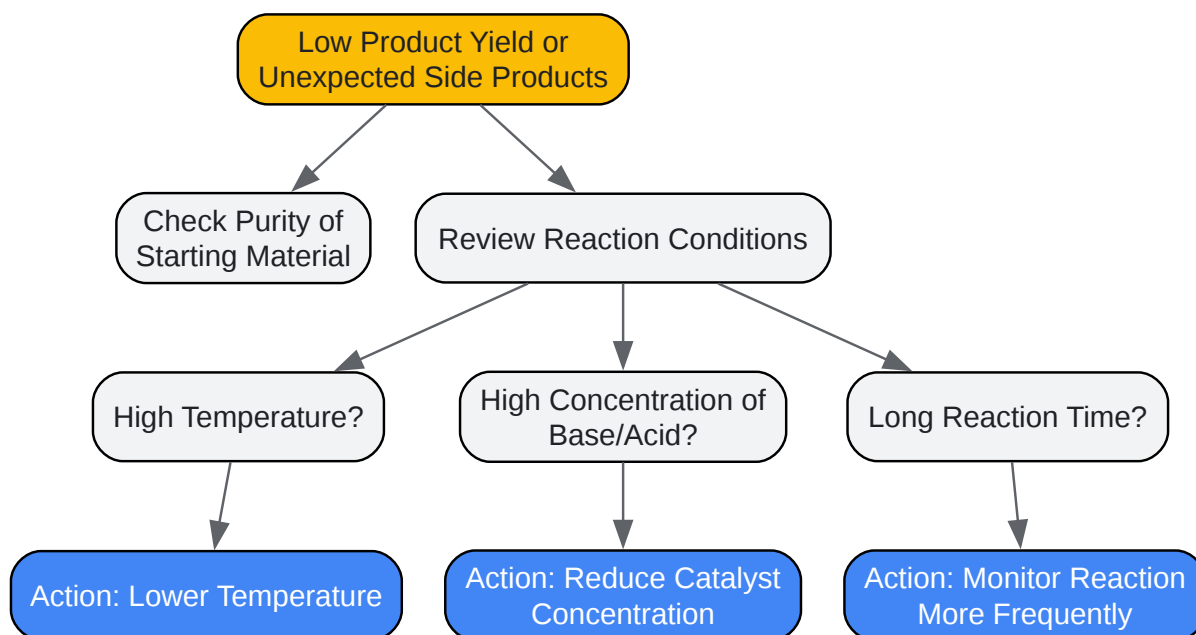 Low Product Yield or
Unexpected Side Products
Check Purity of
Starting Material
Review Reaction Conditions
High Temperature?
High Concentration of
Base/Acid?
Long Reaction Time?
Action: Lower Temperature
Action: Reduce Catalyst
Concentration
Action: Monitor Reaction
More Frequently